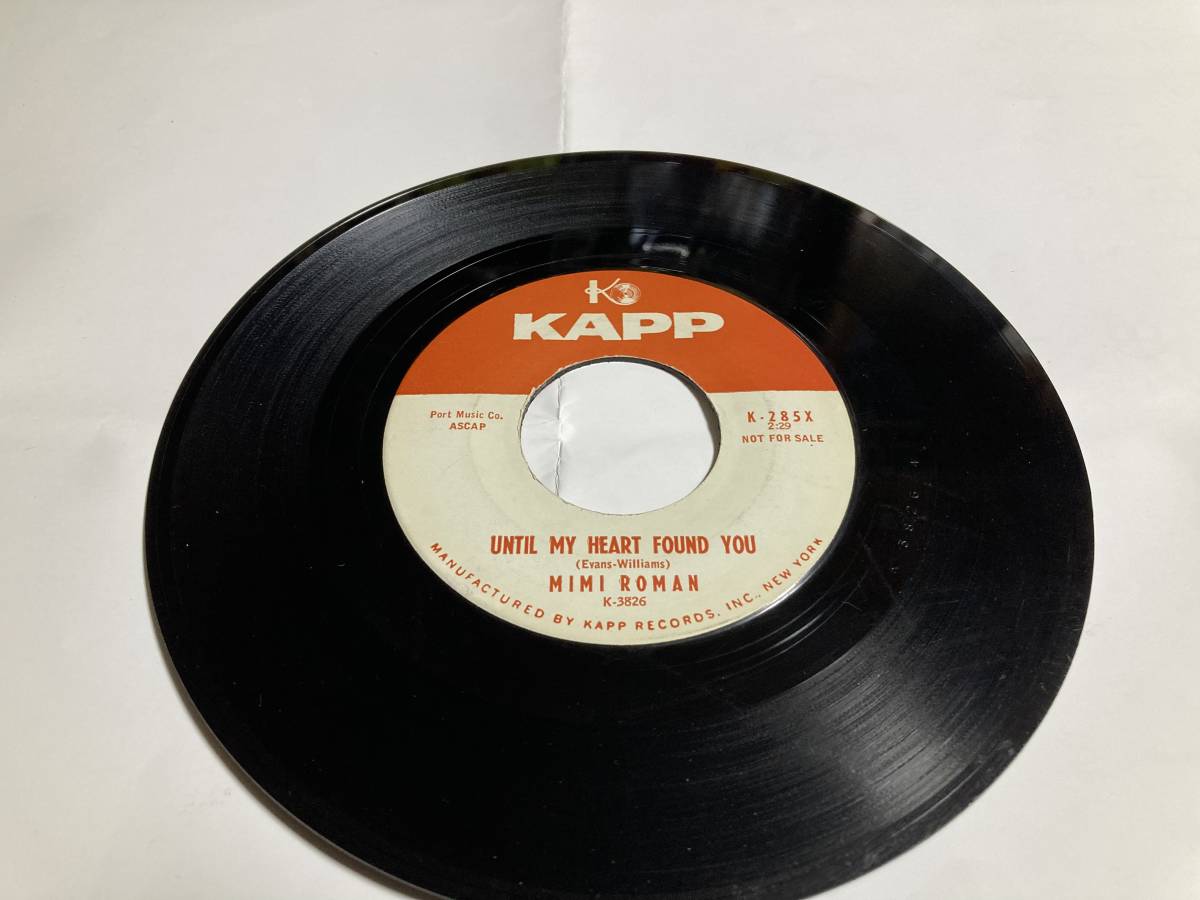 K
KAPP
Port Music Co.
ASCAP
K-285X
2:29
NOT FOR SALE
UNTIL MY HEART FOUND YOU
(Evans-Williams)
MIMI ROMAN
K-3826
MANUFACTURED BY KAPP RECORDS, INC., NEW YORK